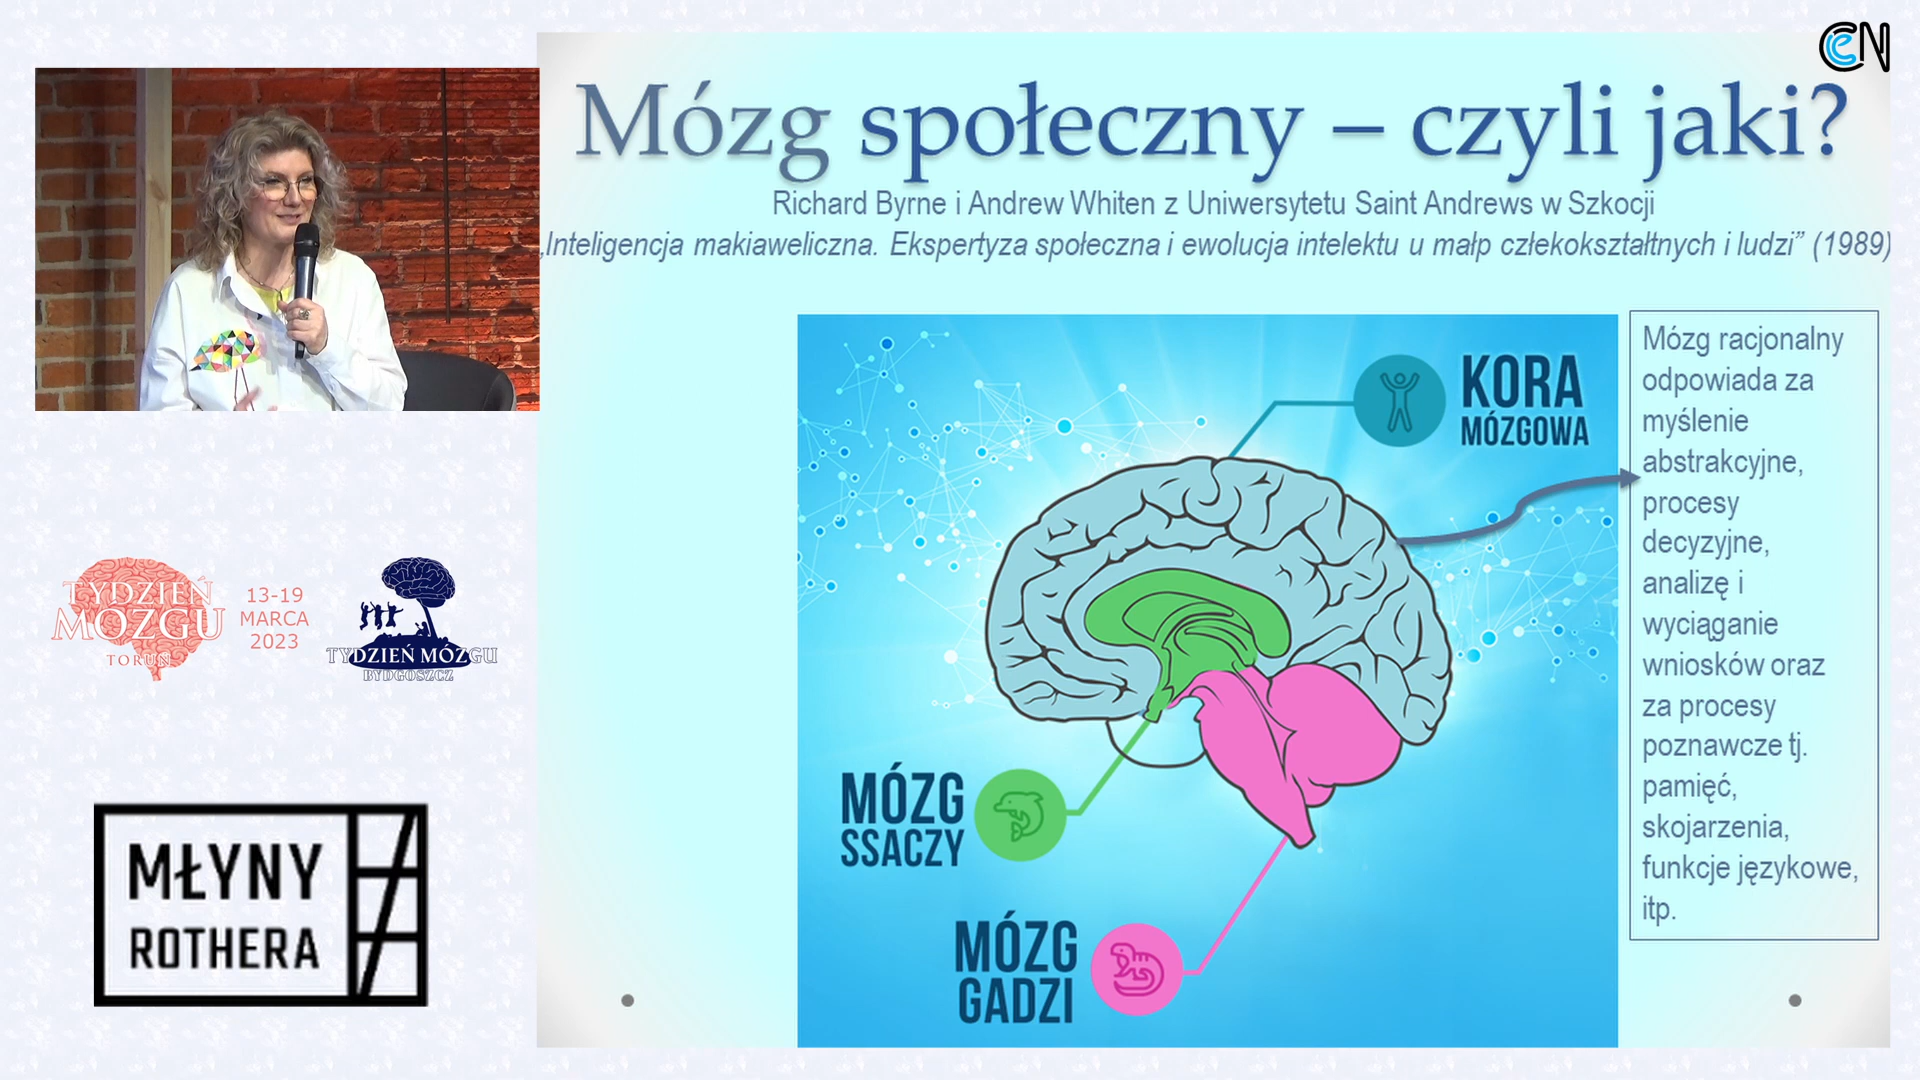 CEN
Mózg społeczny – czyli jaki?
Richard Byrne i Andrew Whiten z Uniwersytetu Saint Andrews w Szkocji
„Inteligencja makiaweliczna. Ekspertyza społeczna i ewolucja intelektu u małp człekokształtnych i ludzi” (1989)
KORA
MÓZGOWA
MÓZG
SSACZY
MÓZG
GADZI
Mózg racjonalny
odpowiada za
myślenie
abstrakcyjne,
procesy
decyzyjne,
analizę i
wyciąganie
wniosków oraz
za procesy
poznawcze tj.
pamięć,
skojarzenia,
funkcje językowe,
itp.
TYDZIEŃ
MÓZGU
TORUŃ
13-19
MARCA
2023
TYDZIEŃ MÓZGU
BYDGOSZCZ
MŁYNY
ROTHERA